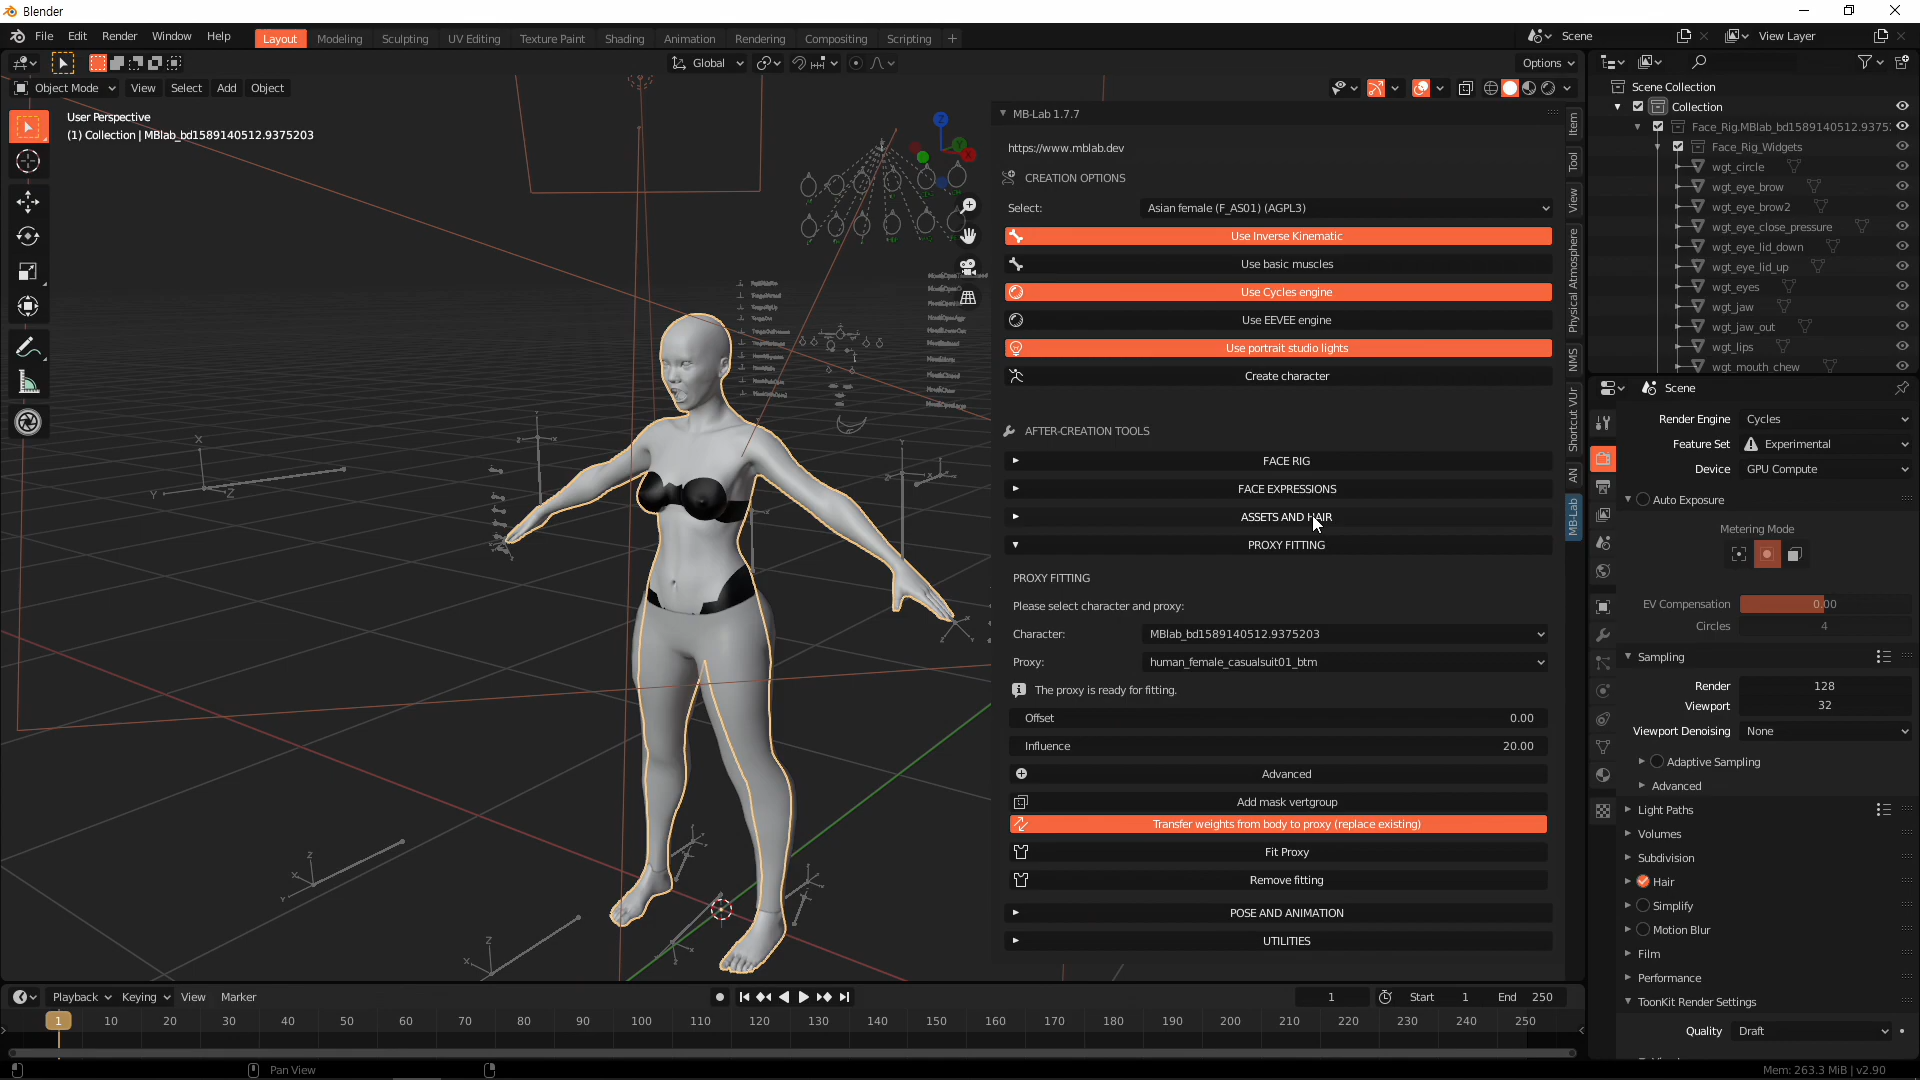 Blender
File Edit Render Window Help
Layout Modeling Sculpting UV Editing Texture Paint Shading Animation Rendering Compositing Scripting +
Scene
View Layer
Global
Options
Object Mode View Select Add Object
User Perspective
(1) Collection | MBlab_bd1589140512.9375203
Z
Y
X
MB-Lab 1.7.7
https://www.mblab.dev
CREATION OPTIONS
Select: Asian female (F_AS01) (AGPL3)
Use Inverse Kinematic
Use basic muscles
Use Cycles engine
Use EEVEE engine
Use portrait studio lights
Create character
AFTER-CREATION TOOLS
FACE RIG
FACE EXPRESSIONS
ASSETS AND HAIR
PROXY FITTING
PROXY FITTING
Please select character and proxy:
Character: MBlab_bd1589140512.9375203
Proxy: human_female_casualsuit01_btm
The proxy is ready for fitting.
Offset 0.00
Influence 20.00
Advanced
Add mask vertgroup
Transfer weights from body to proxy (replace existing)
Fit Proxy
Remove fitting
POSE AND ANIMATION
UTILITIES
Item
Tool
View
Physical Atmosphere
NMS
Shortcut VUr
AN
MB-Lab
Scene Collection
Collection
Face_Rig.MBlab_bd1589140512.9375
Face_Rig_Widgets
wgt_circle
wgt_eye_brow
wgt_eye_brow2
wgt_eye_close_pressure
wgt_eye_lid_down
wgt_eye_lid_up
wgt_eyes
wgt_jaw
wgt_jaw_out
wgt_lips
wgt_mouth_chew
Scene
Render Engine Cycles
Feature Set Experimental
Device GPU Compute
Auto Exposure
Metering Mode
EV Compensation 0.00
Circles 4
Sampling
Render 128
Viewport 32
Viewport Denoising None
Adaptive Sampling
Advanced
Light Paths
Volumes
Subdivision
Hair
Simplify
Motion Blur
Film
Performance
ToonKit Render Settings
Quality Draft
Playback Keying View Marker
1 Start 1 End 250
1 10 20 30 40 50 60 70 80 90 100 110 120 130 140 150 160 170 180 190 200 210 220 230 240 250
Pan View
Mem: 263.3 MiB | v2.90